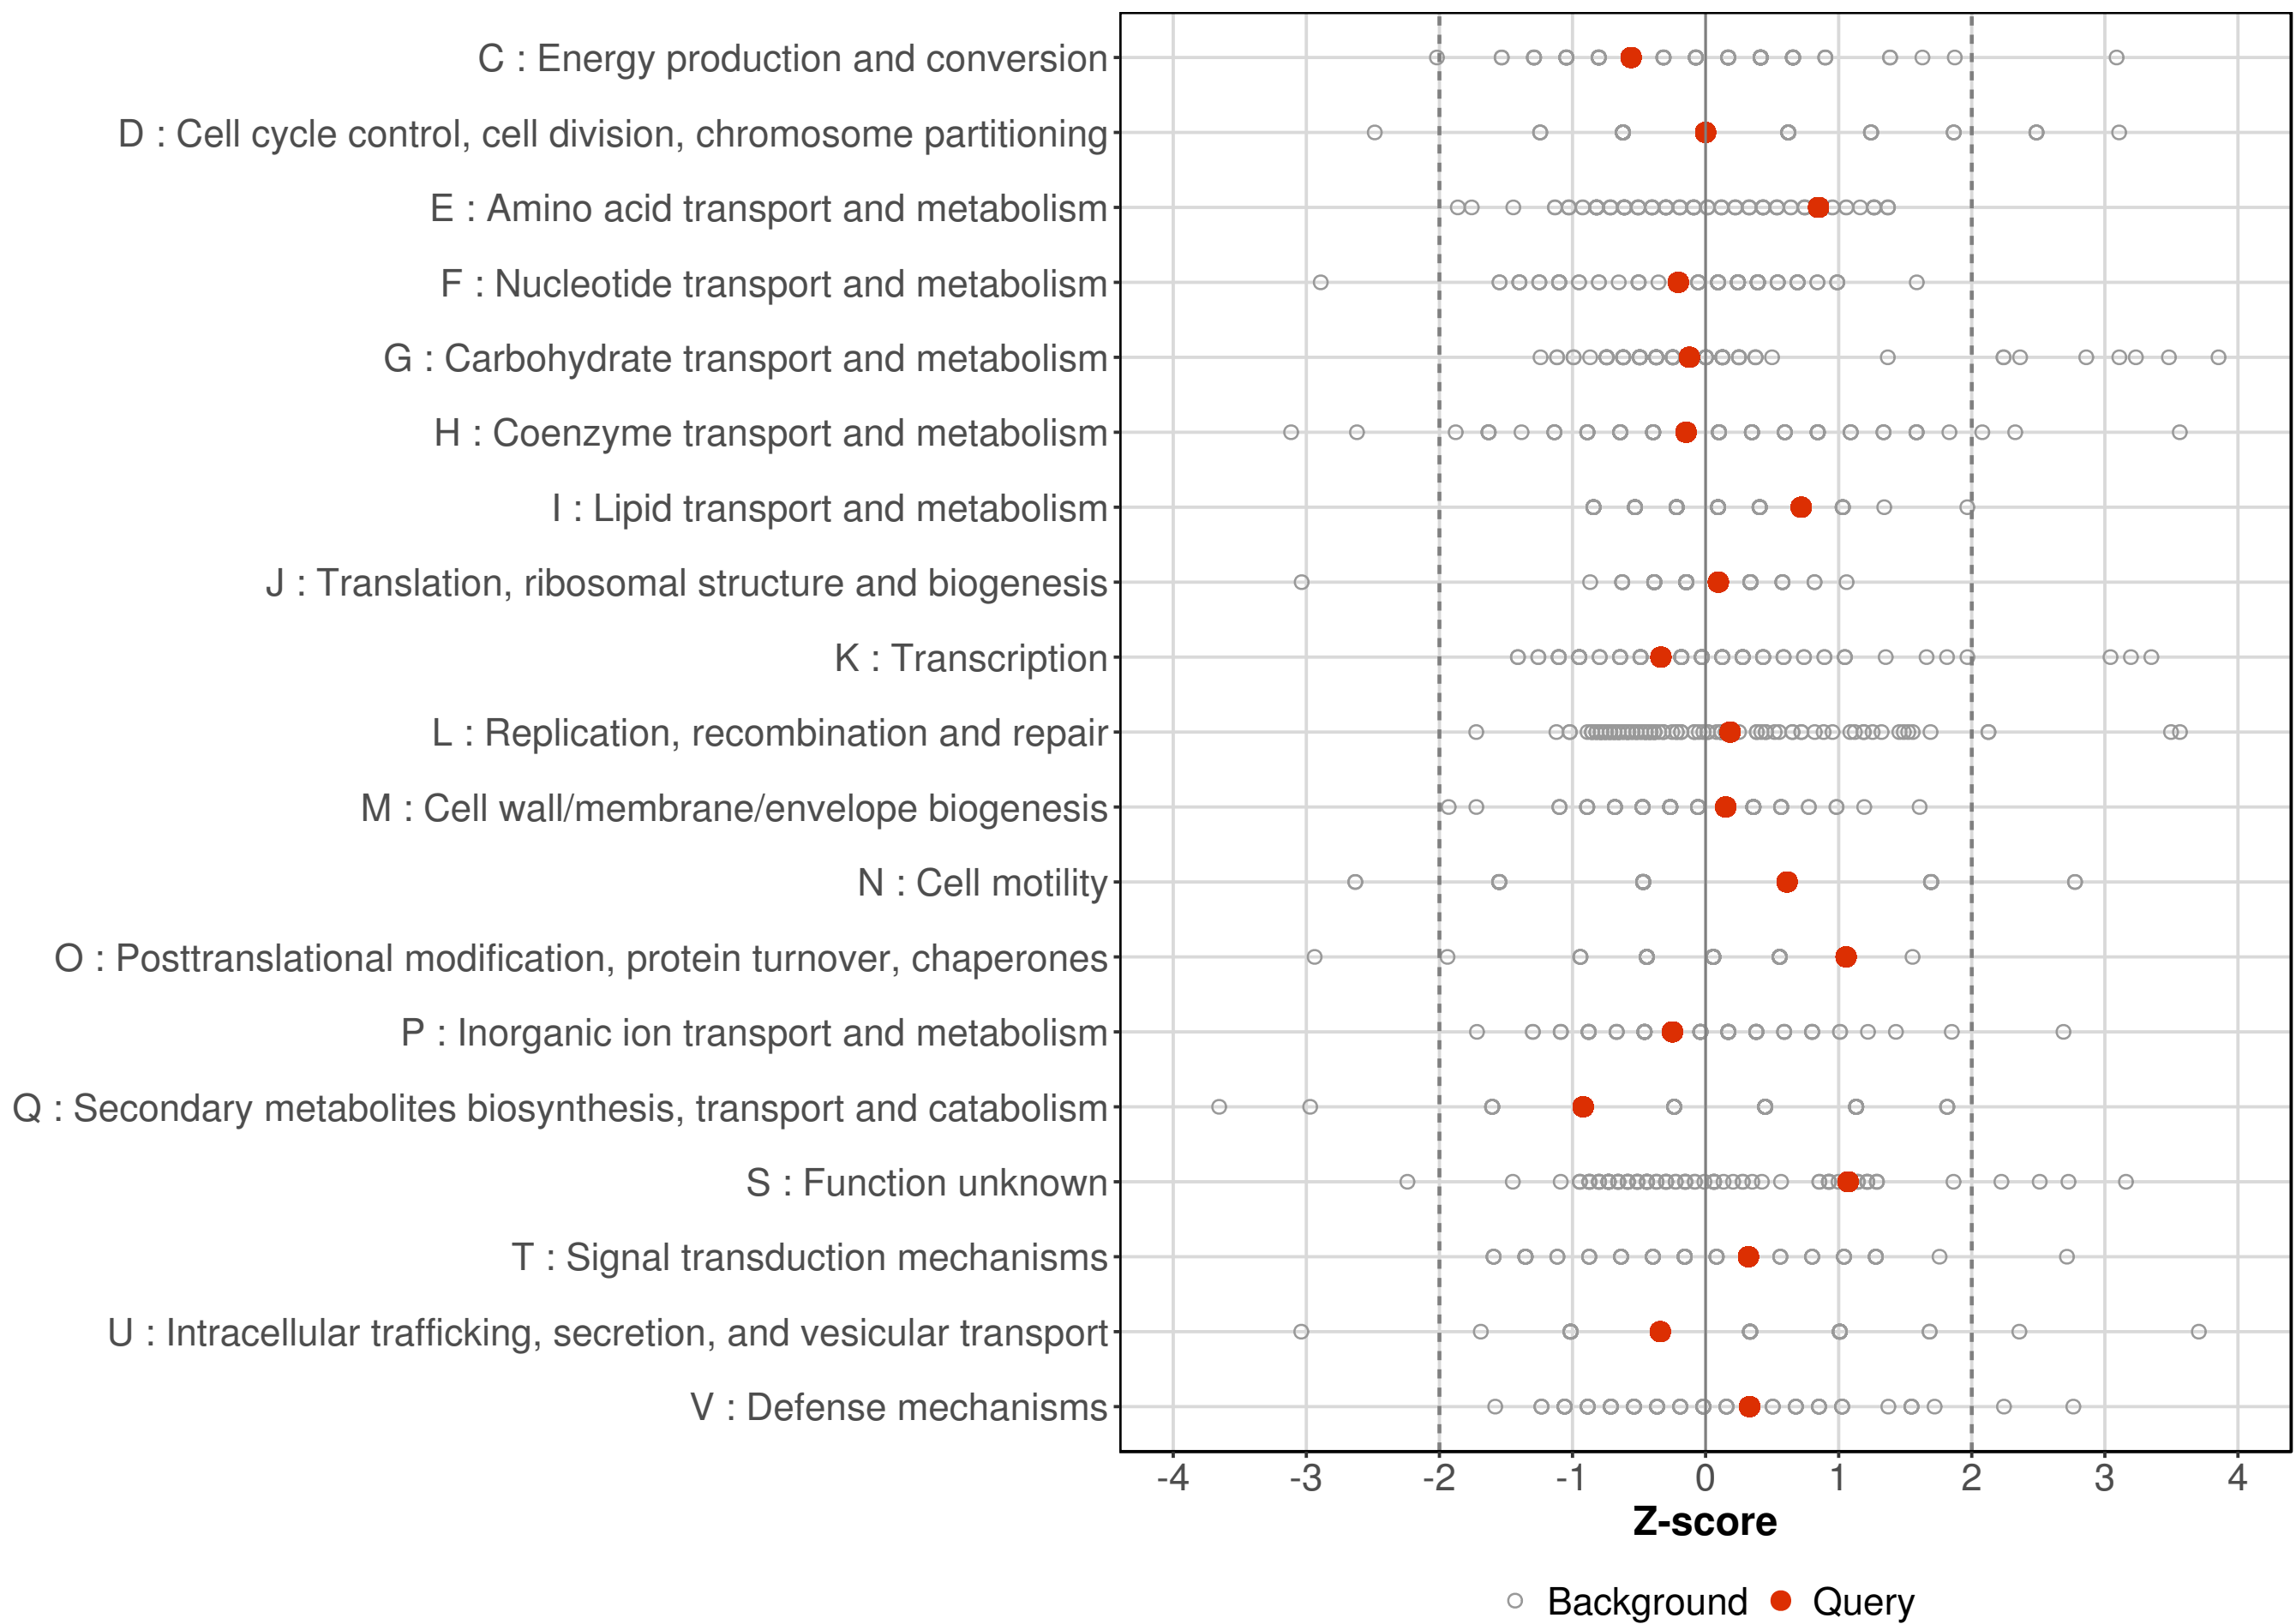 C : Energy production and conversion
D : Cell cycle control, cell division, chromosome partitioning
E : Amino acid transport and metabolism
F : Nucleotide transport and metabolism
G : Carbohydrate transport and metabolism
H : Coenzyme transport and metabolism
I : Lipid transport and metabolism
J : Translation, ribosomal structure and biogenesis
K : Transcription
L : Replication, recombination and repair
M : Cell wall/membrane/envelope biogenesis
N : Cell motility
O : Posttranslational modification, protein turnover, chaperones
P : Inorganic ion transport and metabolism
Q : Secondary metabolites biosynthesis, transport and catabolism
S : Function unknown
T : Signal transduction mechanisms
U : Intracellular trafficking, secretion, and vesicular transport
V : Defense mechanisms
-4 -3 -2 -1 0 1 2 3 4
Z-score
Background Query